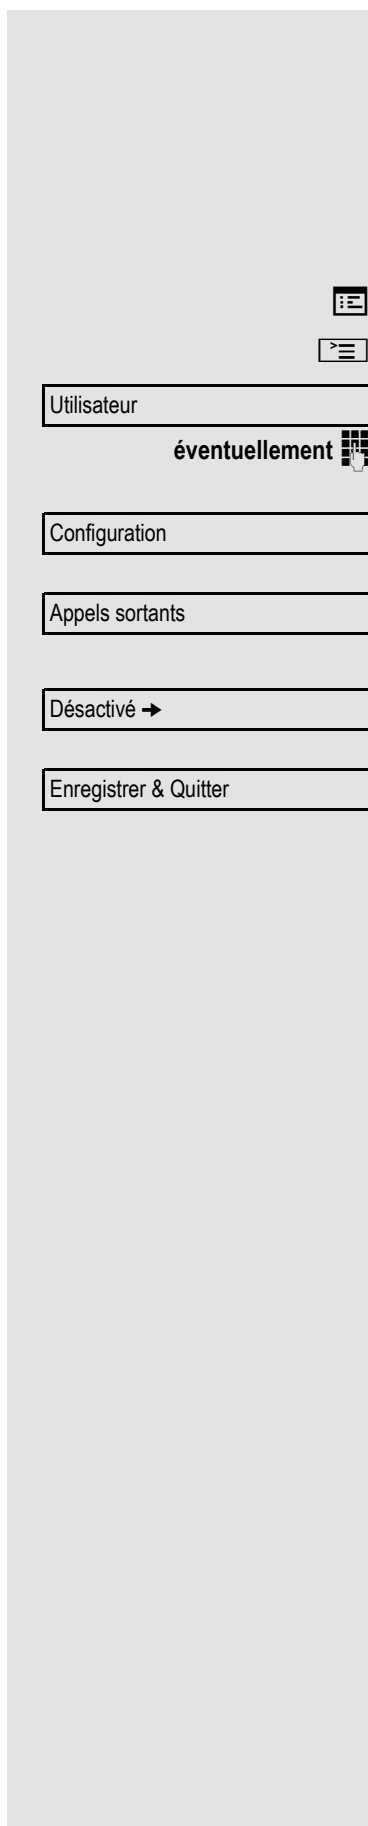 Utilisateur
éventuellement
Configuration
Appels sortants
Désactivé →
Enregistrer & Quitter